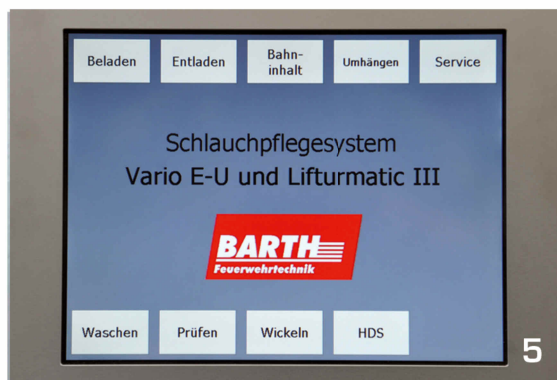 Beladen
Entladen
Bahn-
inhalt
Umhängen
Service
Schlauchpflegesystem
Vario E-U und Lifturmatic III
BARTH
Feuerwehrtechnik
Waschen
Prüfen
Wickeln
HDS
5